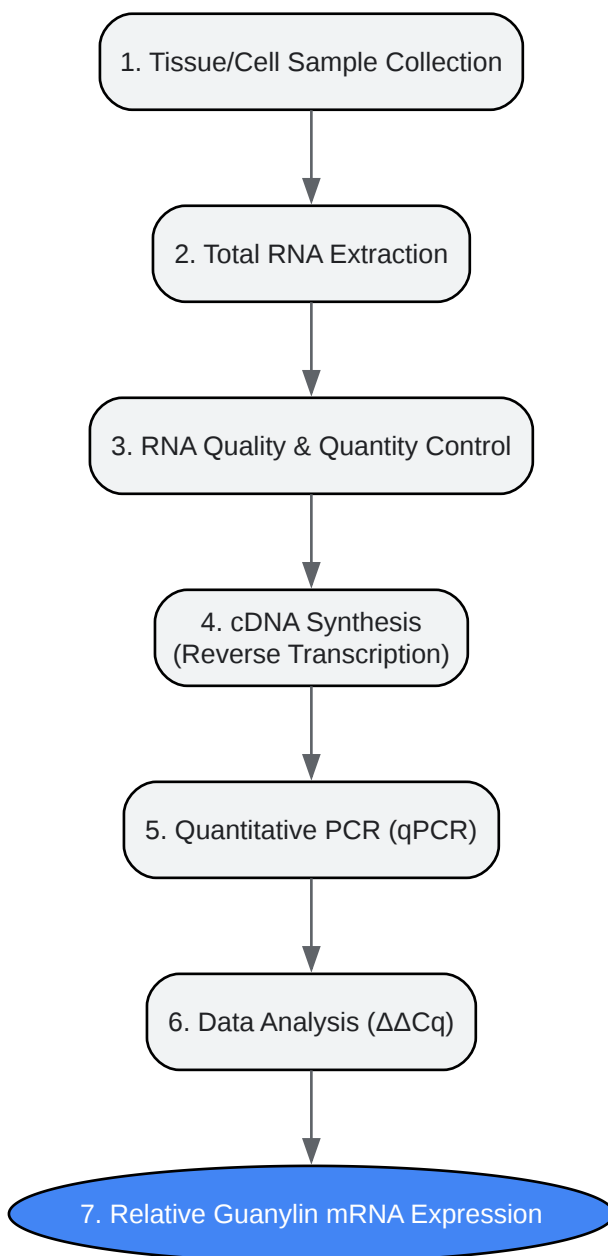 1. Tissue/Cell Sample Collection
2. Total RNA Extraction
3. RNA Quality & Quantity Control
4. cDNA Synthesis
(Reverse Transcription)
5. Quantitative PCR (qPCR)
6. Data Analysis (ΔΔCq)
7. Relative Guanylin mRNA Expression